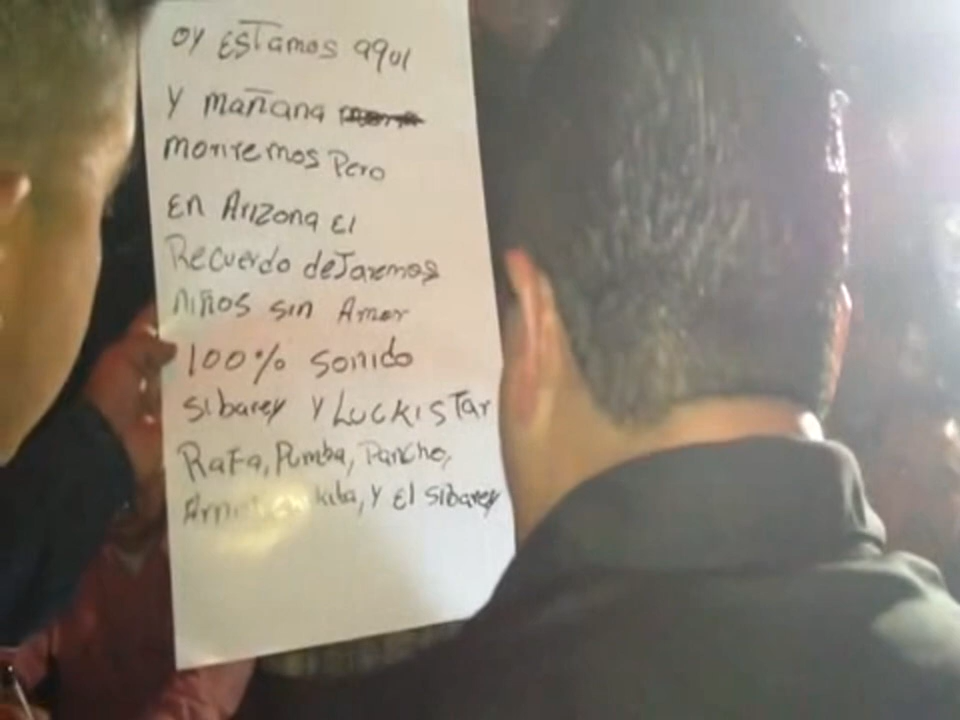 oy ESTamos aqui
Y mañana
moriremos Pero
En Arizona El
Recuerdo deJaremos
niños sin Amor
100% Sonido
Sibarey Y LUCKISTar
RaFa, Pumba, Pancho,
Y El Sibarey